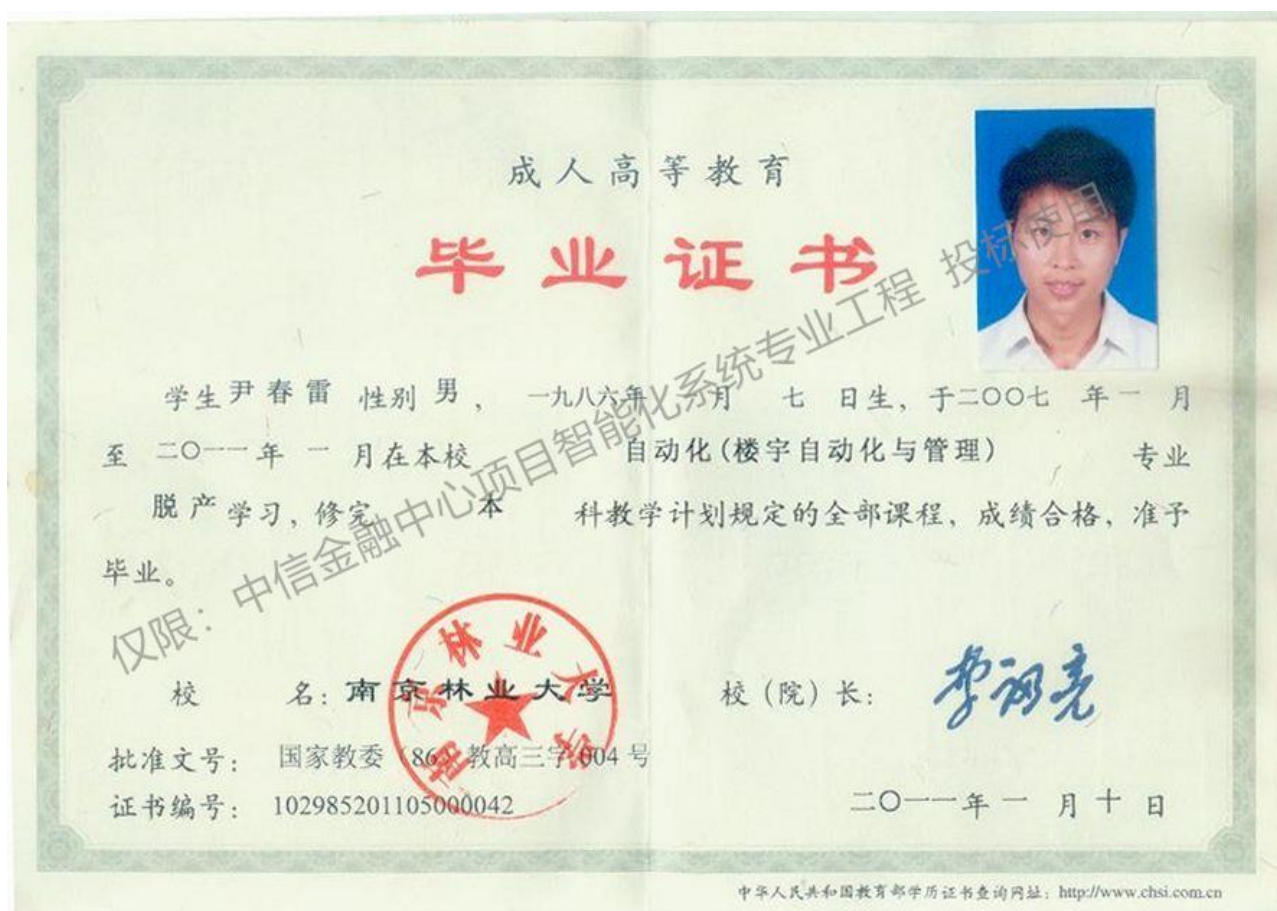 成人高等教育
毕业证书
学生尹春雷 性别 男， 一九八六年 月 七 日生，于二〇〇七 年一 月
至 二〇一一年 一 月在本校 自动化(楼宇自动化与管理) 专业
脱产学习，修完 本 科教学计划规定的全部课程，成绩合格，准予
毕业。
校 名：南京林业大学
校（院）长：
批准文号： 国家教委（86）教高三字004号
证书编号： 102985201105000042
二〇一一年一 月十 日
中华人民共和国教育部学历证书查询网址：http://www.chsi.com.cn
南京林业大学
仅限：中信金融中心项目智能化系统专业工程 投标使用